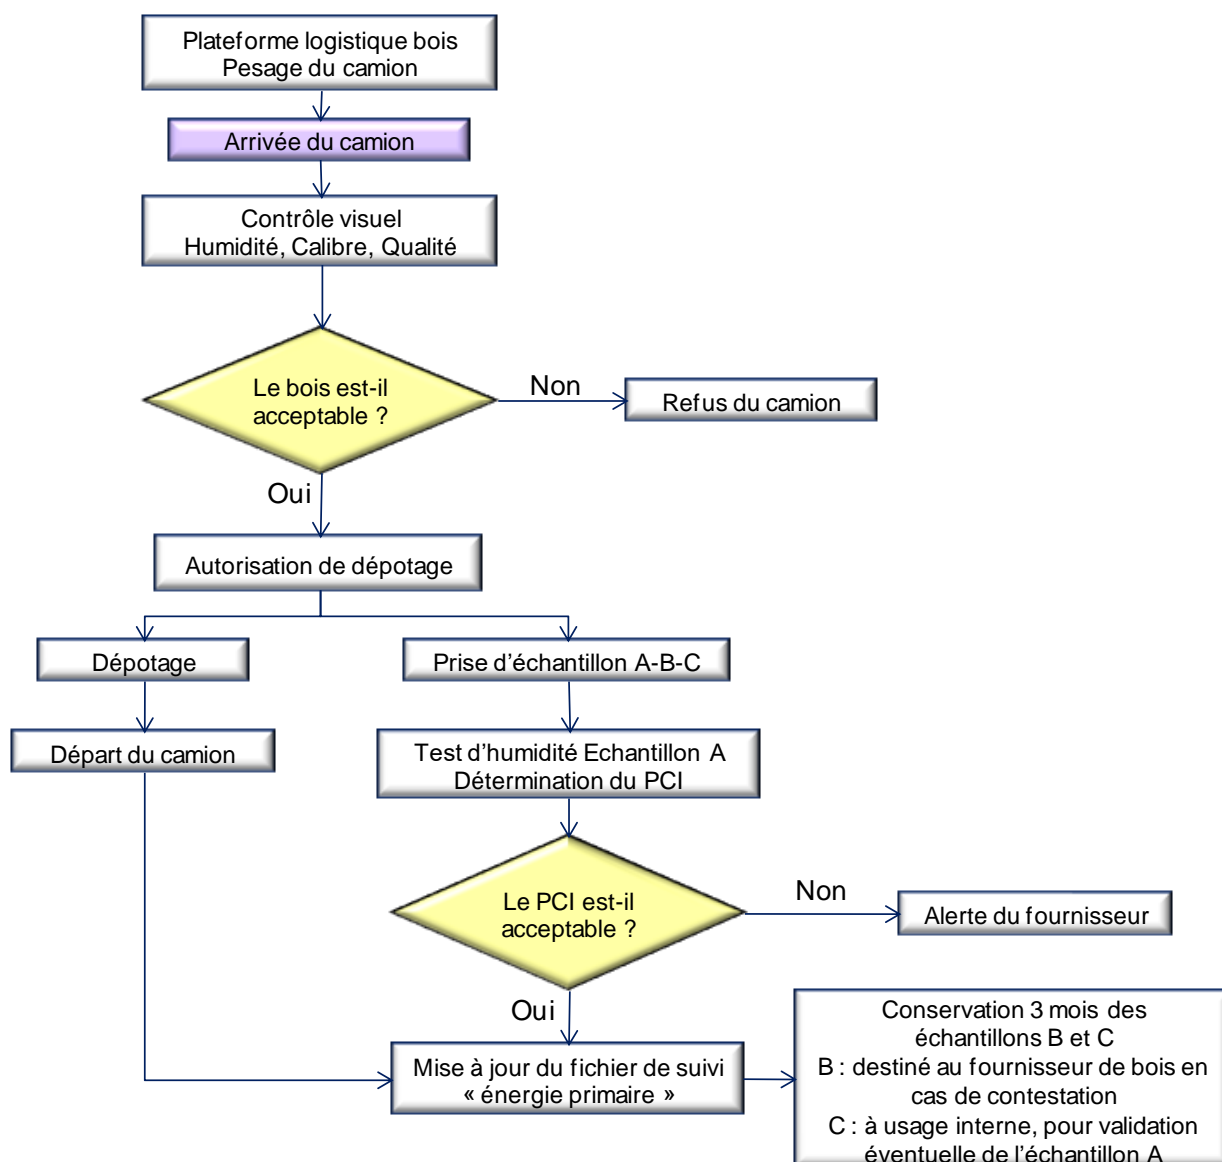 Plateforme logistique bois
Pesage du camion
Arrivée du camion
Contrôle visuel
Humidité, Calibre, Qualité
Le bois est-il
acceptable ?
Non
Refus du camion
Oui
Autorisation de dépotage
Dépotage
Prise d'échantillon A-B-C
Départ du camion
Test d'humidité Echantillon A
Détermination du PCI
Le PCI est-il
acceptable ?
Non
Alerte du fournisseur
Oui
Mise à jour du fichier de suivi
« énergie primaire »
Conservation 3 mois des
échantillons B et C
B : destiné au fournisseur de bois en
cas de contestation
C : à usage interne, pour validation
éventuelle de l'échantillon A